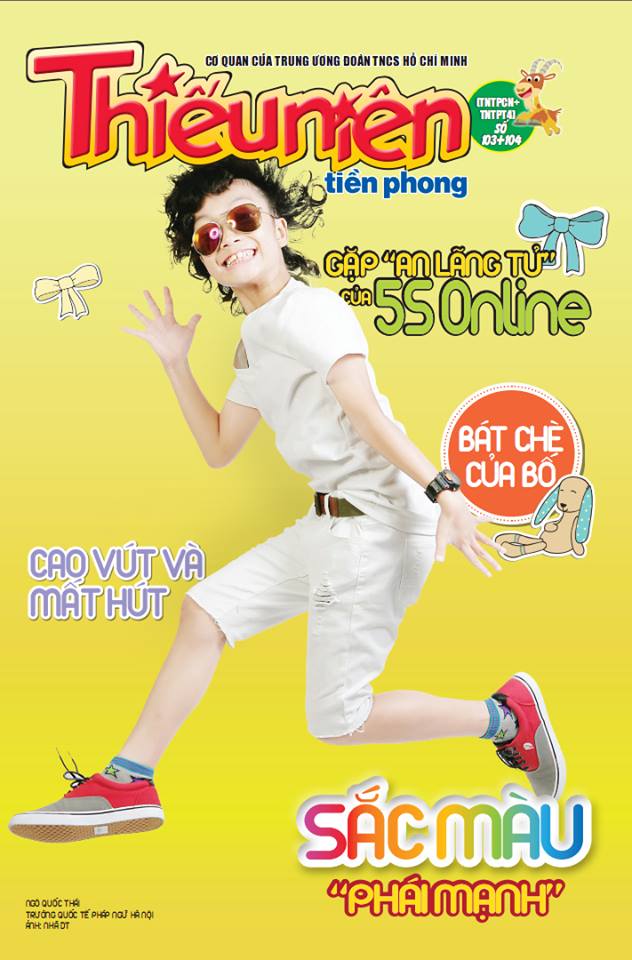 CƠ QUAN CỦA TRUNG ƯƠNG ĐOÀN TNCS HỒ CHÍ MINH
Thiếu niên
tiền phong
(TNTPCN+
TNTPT4)
SỐ
103+104
GẶP “AN LÃNG TỬ”
CỦA 5S Online
BÁT CHÈ
CỦA BỐ
CAO VÚT VÀ
MẤT HÚT
SẮC MÀU
“PHÁI MẠNH”
NGÔ QUỐC THÁI
TRƯỜNG QUỐC TẾ PHÁP NGỮ HÀ NỘI
ẢNH: NHÃ DT